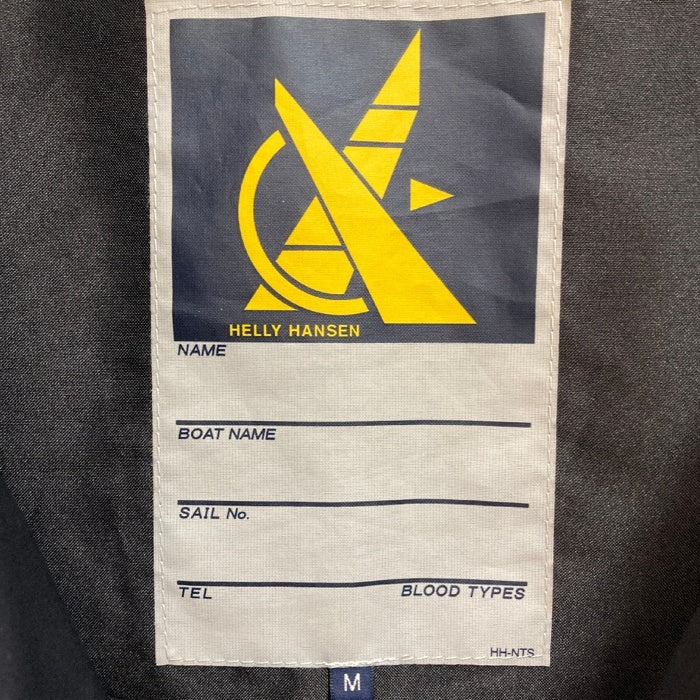 HELLY HANSEN
NAME
BOAT NAME
SAIL No.
TEL BLOOD TYPES
HH-NTS
M